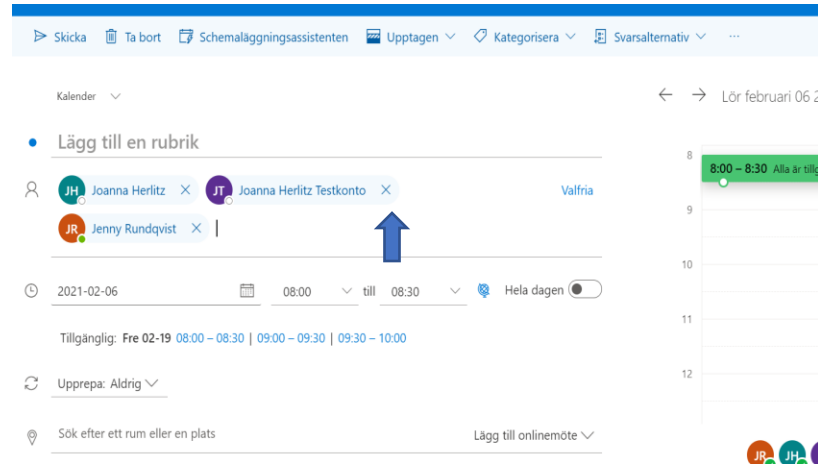 Skicka Ta bort Schemaläggningsassistenten Upptagen Kategorisera Svarsalternativ ...
Kalender
Lör februari 06 2
Lägg till en rubrik
8
8:00 – 8:30 Alla är tillg
JH Joanna Herlitz JT Joanna Herlitz Testkonto Valfria
9
JR Jenny Rundqvist
10
2021-02-06 08:00 till 08:30 Hela dagen
11
Tillgänglig: Fre 02-19 08:00 – 08:30 | 09:00 – 09:30 | 09:30 – 10:00
12
Upprepa: Aldrig
Sök efter ett rum eller en plats Lägg till onlinemöte
JR JH